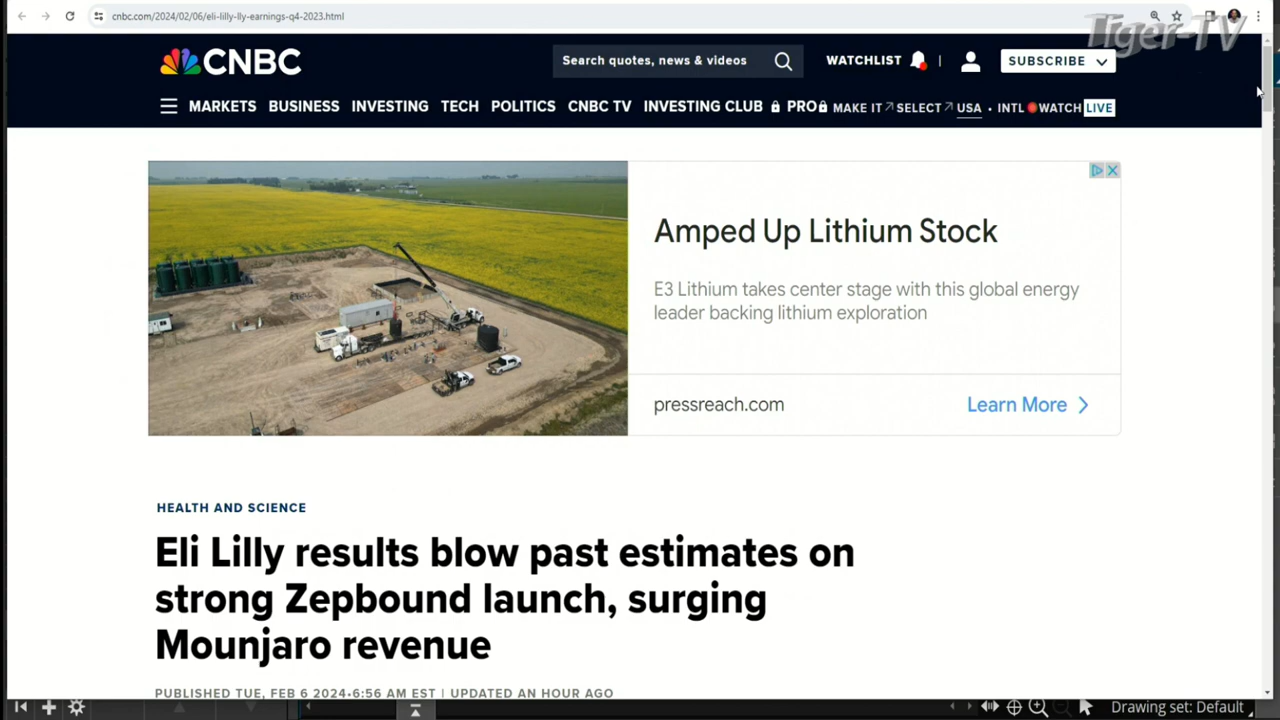 cnbc.com/2024/02/06/eli-lilly-lly-earnings-q4-2023.html
Tiger-TV
CNBC
Search quotes, news & videos
WATCHLIST
SUBSCRIBE
MARKETS BUSINESS INVESTING TECH POLITICS CNBC TV INVESTING CLUB PRO MAKE IT SELECT USA • INTL WATCH LIVE
Amped Up Lithium Stock
E3 Lithium takes center stage with this global energy
leader backing lithium exploration
pressreach.com
Learn More
HEALTH AND SCIENCE
Eli Lilly results blow past estimates on
strong Zepbound launch, surging
Mounjaro revenue
PUBLISHED TUE, FEB 6 2024•6:56 AM EST | UPDATED AN HOUR AGO
Drawing set: Default